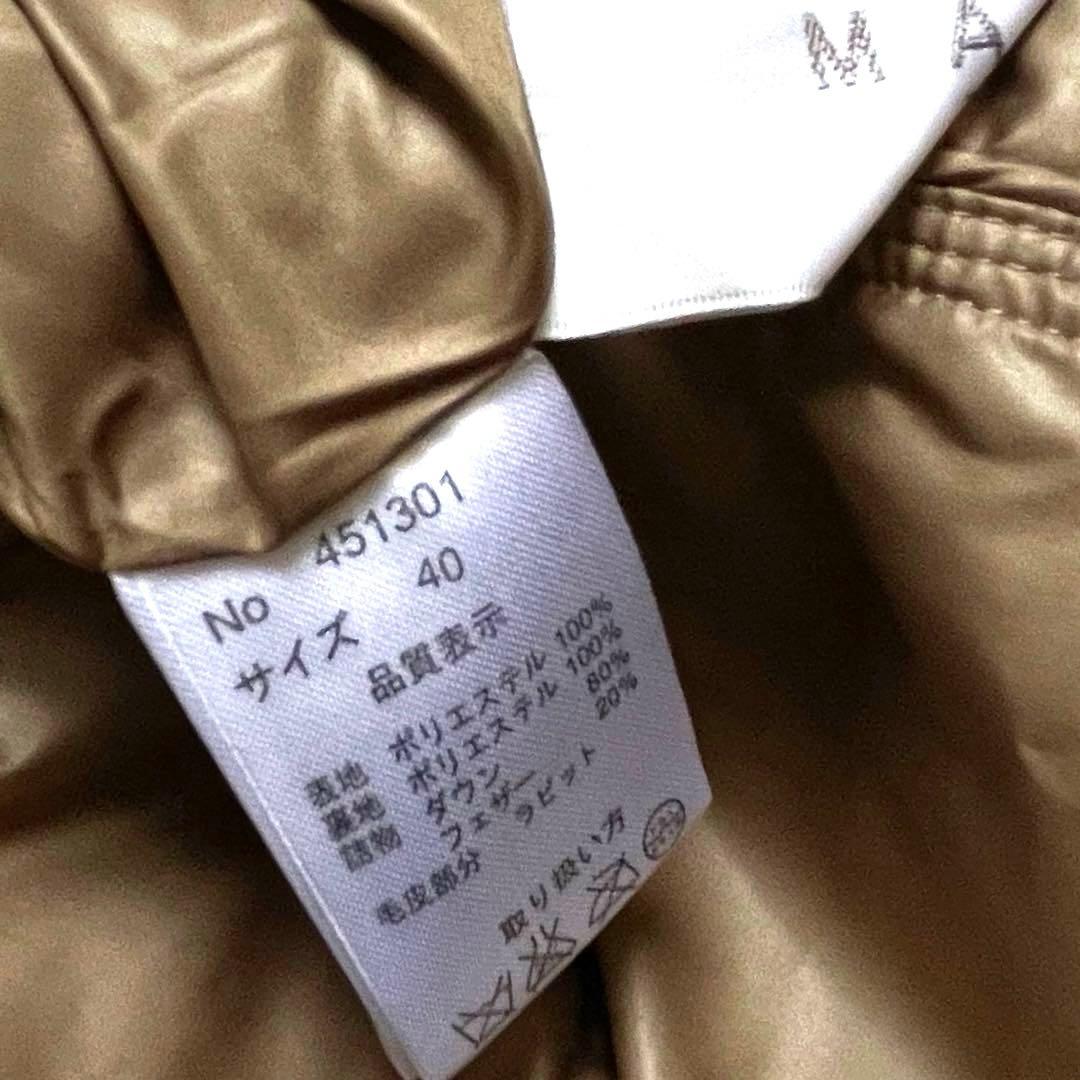 M A
No 451301
サイズ 40
品質表示
表地 ポリエステル 100%
裏地 ポリエステル 100%
詰物 ダウン 80%
フェザー 20%
毛皮部分 ラビット
取り扱い方